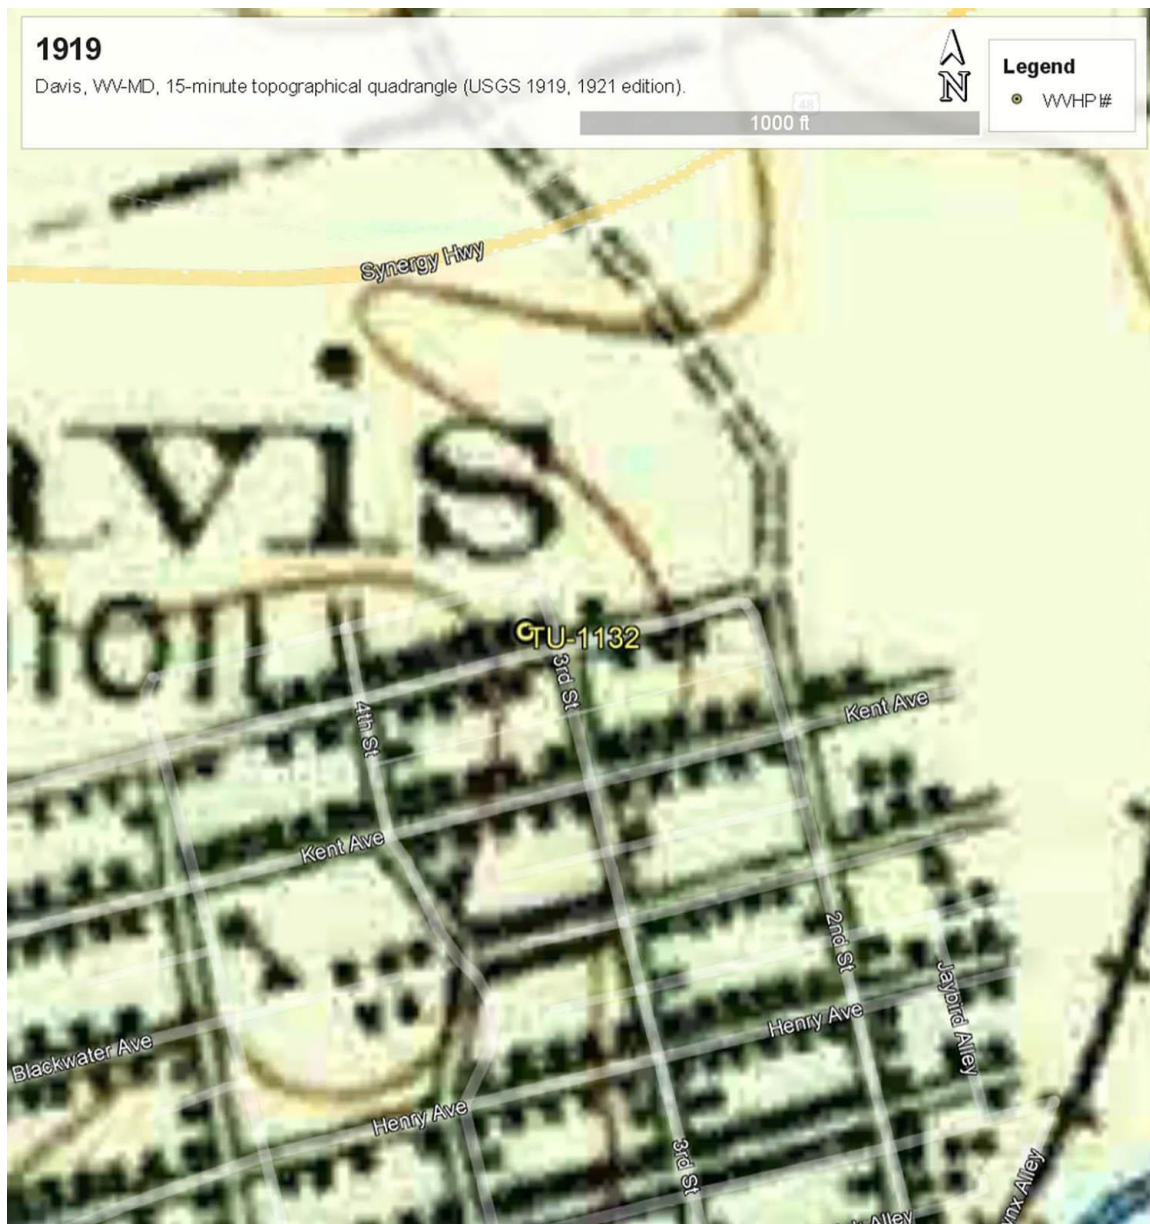 1919
Davis, WV-MD, 15-minute topographical quadrangle (USGS 1919, 1921 edition).
N
Legend
WVHPI#
48
1000 ft
Synergy Hwy
avis
TU-1132
3rd St
4th St
Kent Ave
Kent Ave
2nd St
Jaybird Alley
Henry Ave
Blackwater Ave
Henry Ave
3rd St
Alley